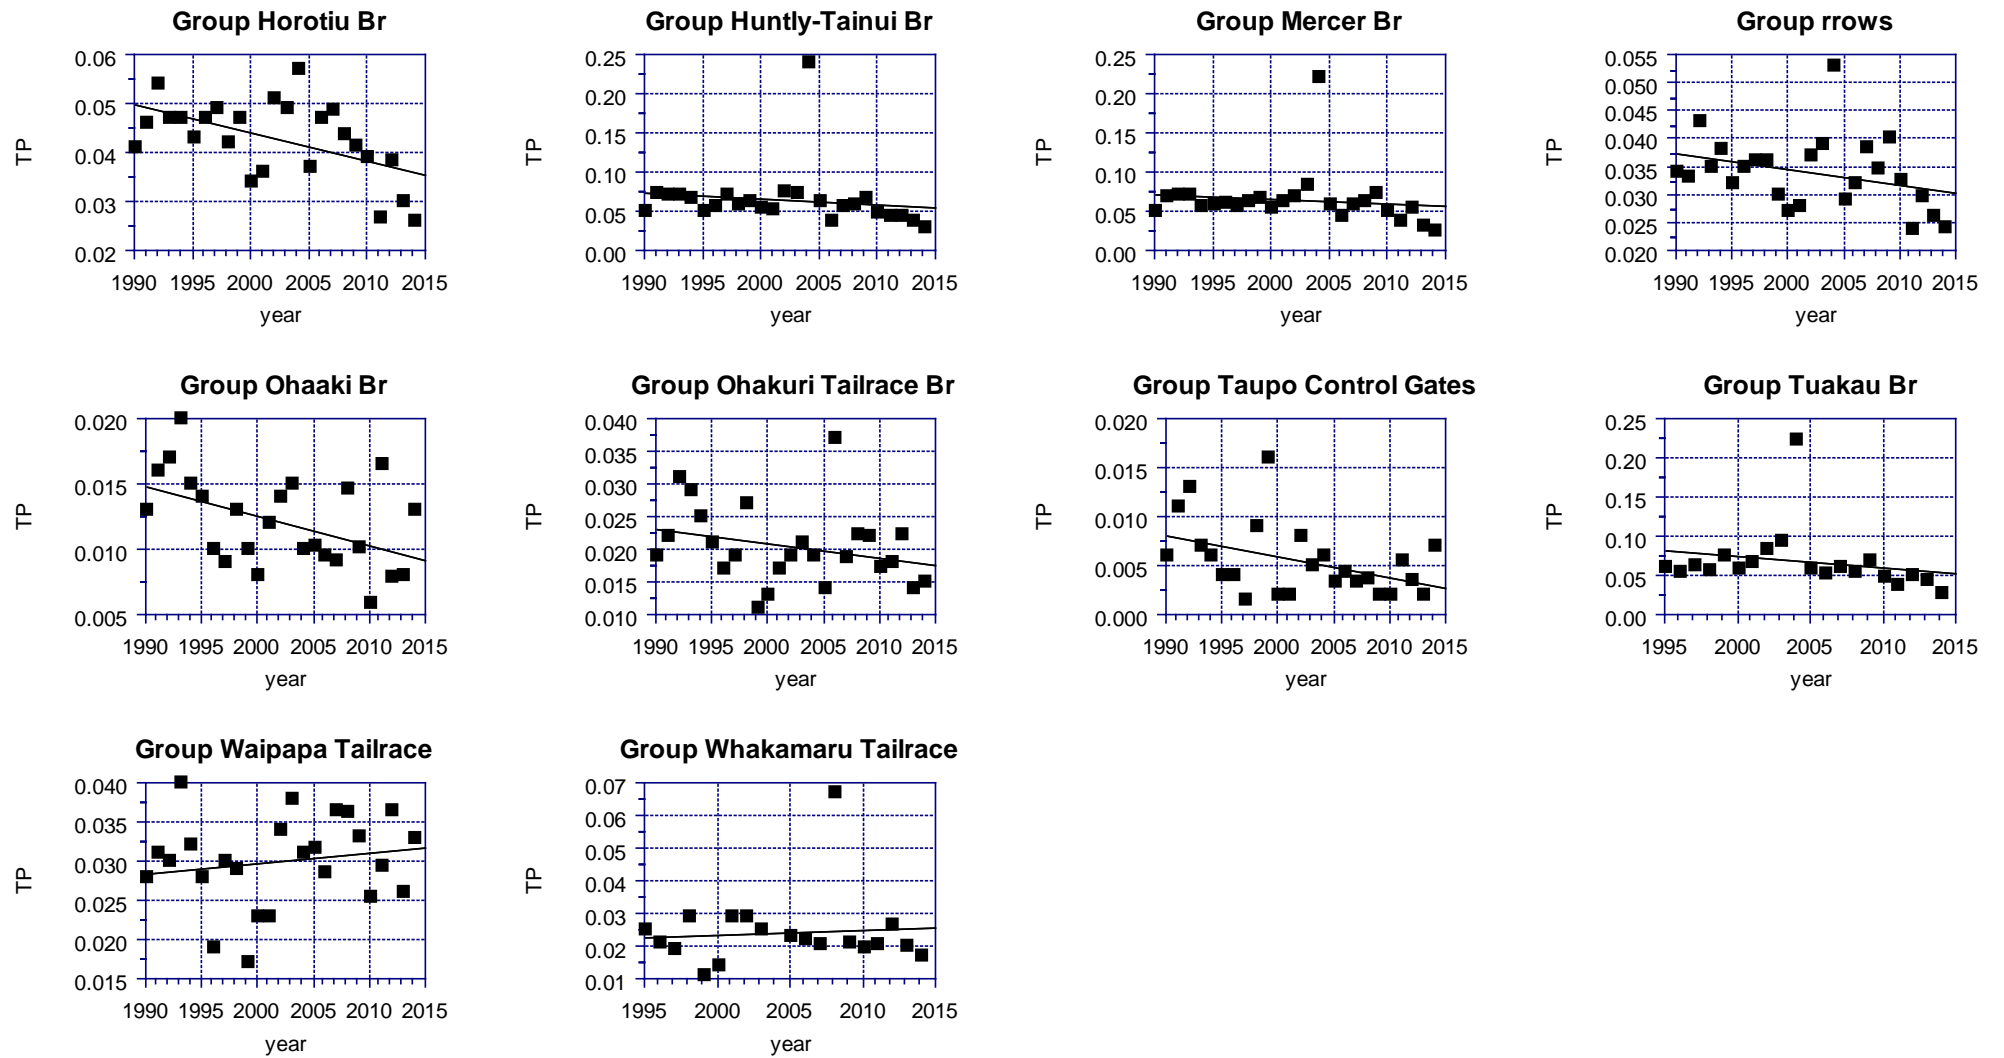 Group Horotiu Br
0.06
0.05
0.04
0.03
0.02
TP
1990 1995 2000 2005 2010 2015
year
Group Huntly-Tainui Br
0.25
0.20
0.15
0.10
0.05
0.00
TP
1990 1995 2000 2005 2010 2015
year
Group Mercer Br
0.25
0.20
0.15
0.10
0.05
0.00
TP
1990 1995 2000 2005 2010 2015
year
Group rrows
0.055
0.050
0.045
0.040
0.035
0.030
0.025
0.020
TP
1990 1995 2000 2005 2010 2015
year
Group Ohaaki Br
0.020
0.015
0.010
0.005
TP
1990 1995 2000 2005 2010 2015
year
Group Ohakuri Tailrace Br
0.040
0.035
0.030
0.025
0.020
0.015
0.010
TP
1990 1995 2000 2005 2010 2015
year
Group Taupo Control Gates
0.020
0.015
0.010
0.005
0.000
TP
1990 1995 2000 2005 2010 2015
year
Group Tuakau Br
0.25
0.20
0.15
0.10
0.05
0.00
TP
1995 2000 2005 2010 2015
year
Group Waipapa Tailrace
0.040
0.035
0.030
0.025
0.020
0.015
TP
1990 1995 2000 2005 2010 2015
year
Group Whakamaru Tailrace
0.07
0.06
0.05
0.04
0.03
0.02
0.01
TP
1995 2000 2005 2010 2015
year